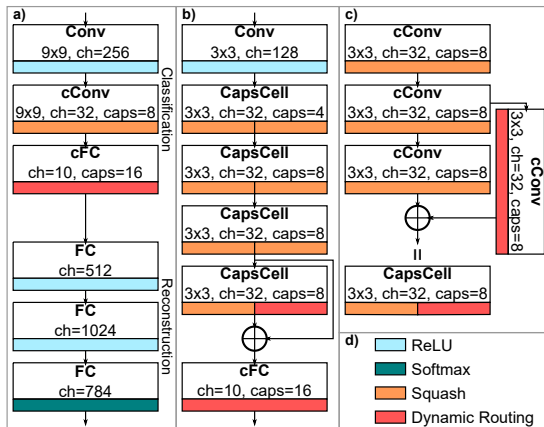 a)
Conv
9x9, ch=256
cConv
9x9, ch=32, caps=8
cFC
ch=10, caps=16
Classification
FC
ch=512
FC
ch=1024
FC
ch=784
Reconstruction
b)
Conv
3x3, ch=128
CapsCell
3x3, ch=32, caps=4
CapsCell
3x3, ch=32, caps=8
CapsCell
3x3, ch=32, caps=8
CapsCell
3x3, ch=32, caps=8
cFC
ch=10, caps=16
c)
cConv
3x3, ch=32, caps=8
cConv
3x3, ch=32, caps=8
cConv
3x3, ch=32, caps=8
cConv
3x3, ch=32, caps=8
=
CapsCell
3x3, ch=32, caps=8
d)
ReLU
Softmax
Squash
Dynamic Routing